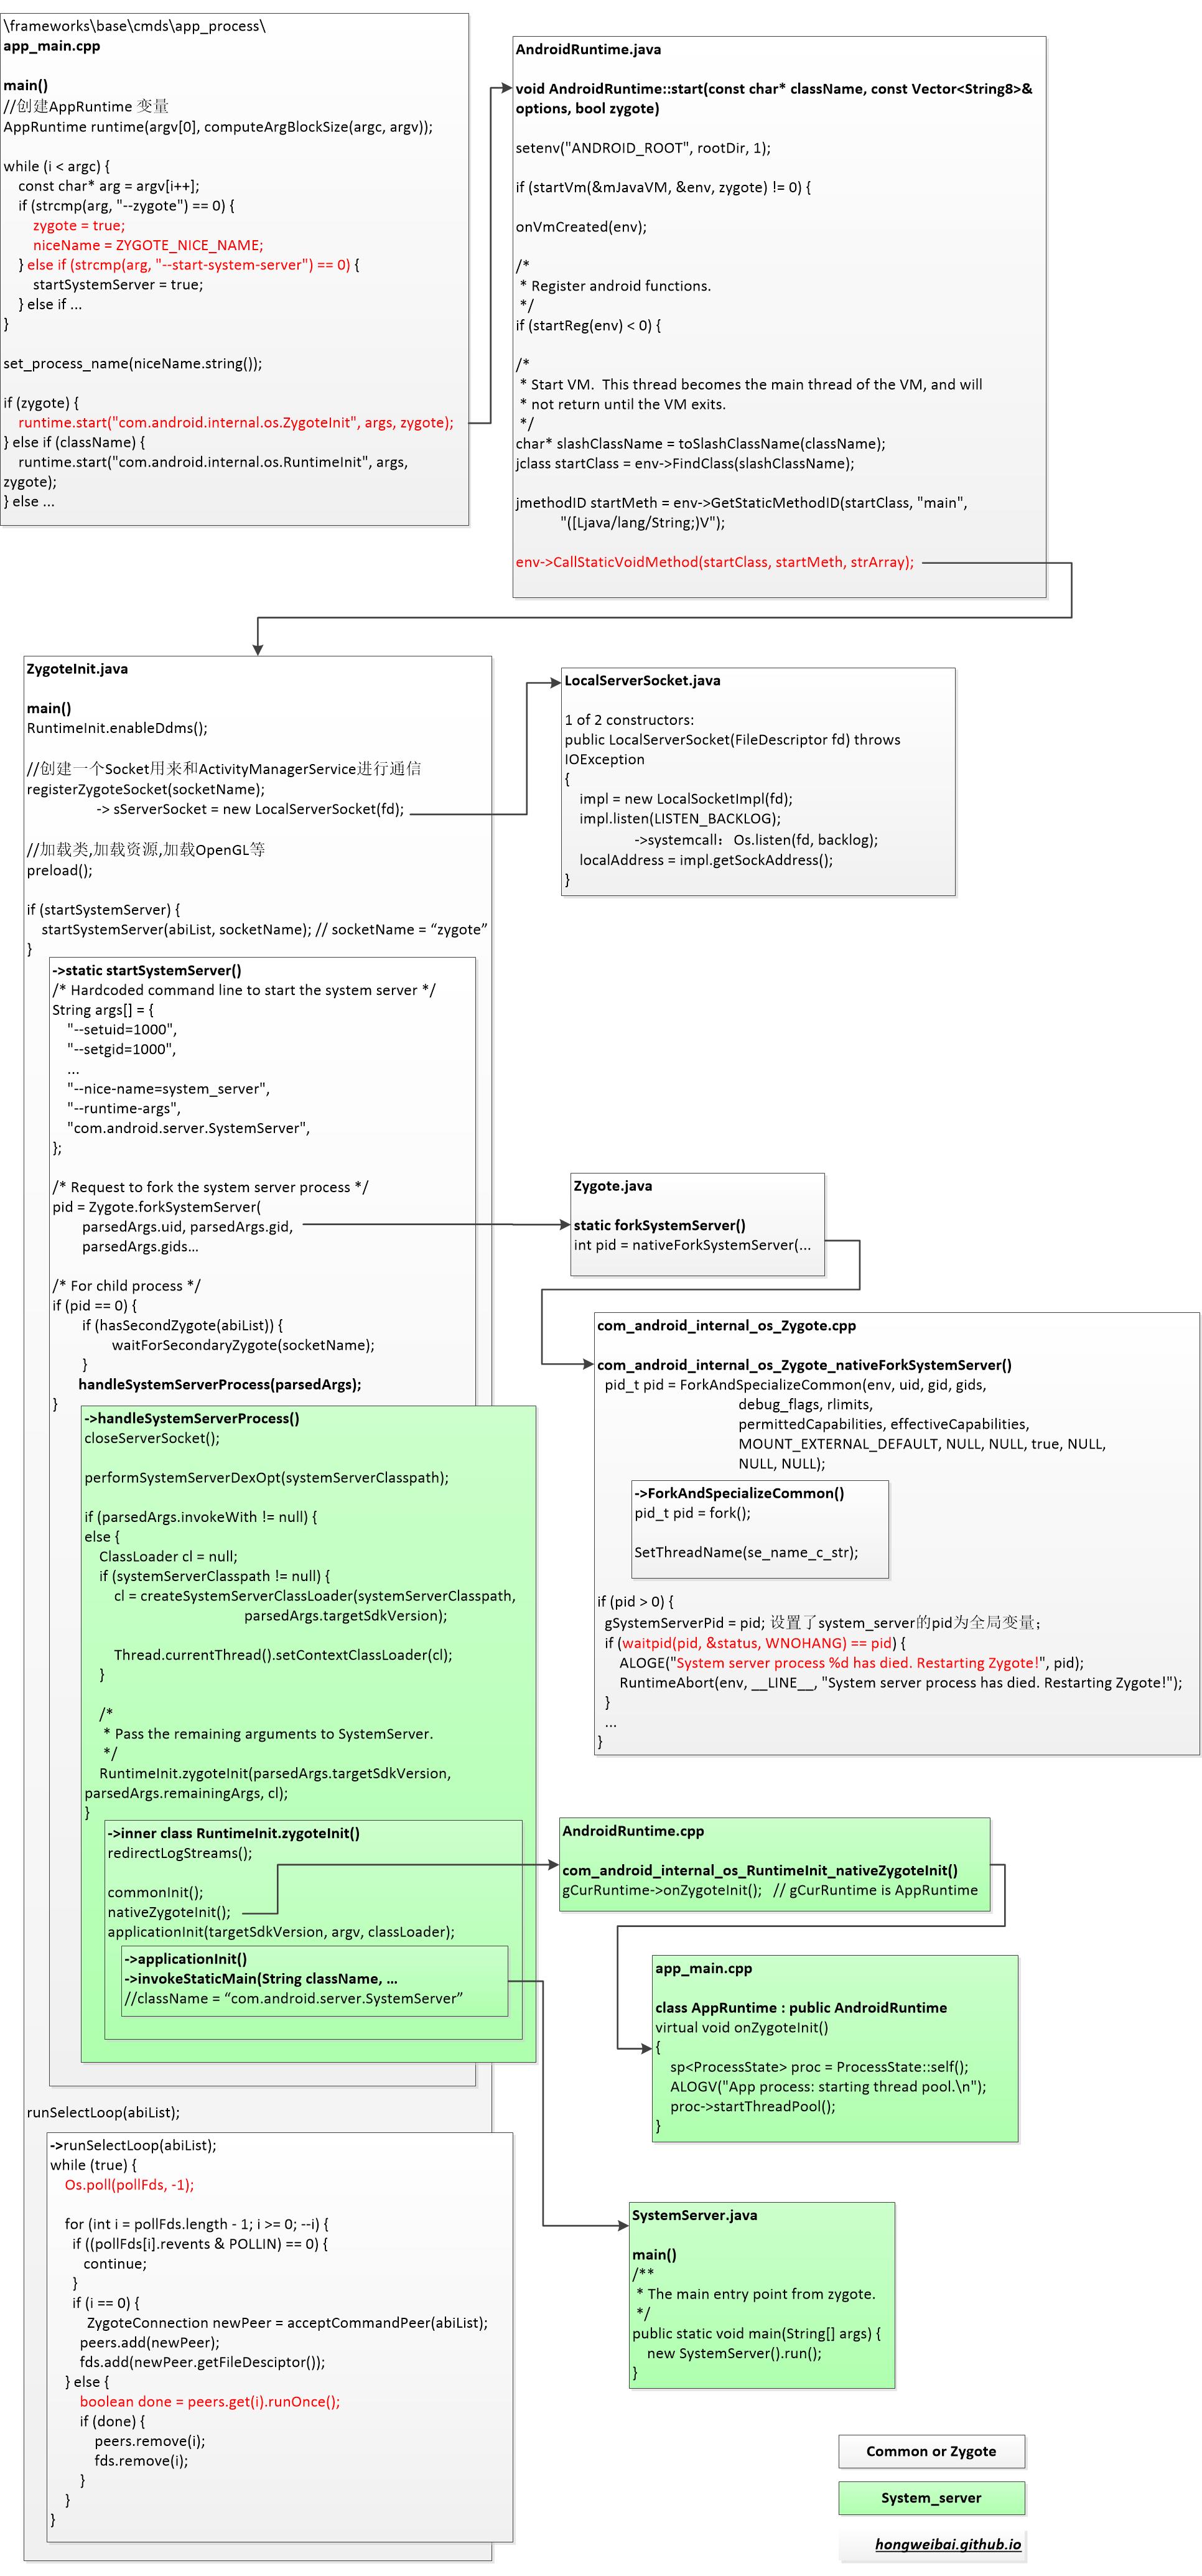 \frameworks\base\cmds\app_process\
app_main.cpp
main()
//创建AppRuntime 变量
AppRuntime runtime(argv[0], computeArgBlockSize(argc, argv));
while (i < argc) {
const char* arg = argv[i++];
if (strcmp(arg, "--zygote") == 0) {
zygote = true;
niceName = ZYGOTE_NICE_NAME;
} else if (strcmp(arg, "--start-system-server") == 0) {
startSystemServer = true;
} else if ...
}
set_process_name(niceName.string());
if (zygote) {
runtime.start("com.android.internal.os.ZygoteInit", args, zygote);
} else if (className) {
runtime.start("com.android.internal.os.RuntimeInit", args,
zygote);
} else ...
AndroidRuntime.java
void AndroidRuntime::start(const char* className, const Vector<String8>&
options, bool zygote)
setenv("ANDROID_ROOT", rootDir, 1);
if (startVm(&mJavaVM, &env, zygote) != 0) {
onVmCreated(env);
/*
* Register android functions.
*/
if (startReg(env) < 0) {
/*
* Start VM.  This thread becomes the main thread of the VM, and will
* not return until the VM exits.
*/
char* slashClassName = toSlashClassName(className);
jclass startClass = env->FindClass(slashClassName);
jmethodID startMeth = env->GetStaticMethodID(startClass, "main",
"([Ljava/lang/String;)V");
env->CallStaticVoidMethod(startClass, startMeth, strArray);
ZygoteInit.java
main()
RuntimeInit.enableDdms();
//创建一个Socket用来和ActivityManagerService进行通信
registerZygoteSocket(socketName);
-> sServerSocket = new LocalServerSocket(fd);
//加载类,加载资源,加载OpenGL等
preload();
if (startSystemServer) {
startSystemServer(abiList, socketName); // socketName = “zygote”
}
LocalServerSocket.java
1 of 2 constructors:
public LocalServerSocket(FileDescriptor fd) throws
IOException
{
impl = new LocalSocketImpl(fd);
impl.listen(LISTEN_BACKLOG);
->systemcall：Os.listen(fd, backlog);
localAddress = impl.getSockAddress();
}
->static startSystemServer()
/* Hardcoded command line to start the system server */
String args[] = {
"--setuid=1000",
"--setgid=1000",
...
"--nice-name=system_server",
"--runtime-args",
"com.android.server.SystemServer",
};
/* Request to fork the system server process */
pid = Zygote.forkSystemServer(
parsedArgs.uid, parsedArgs.gid,
parsedArgs.gids...
/* For child process */
if (pid == 0) {
if (hasSecondZygote(abiList)) {
waitForSecondaryZygote(socketName);
}
handleSystemServerProcess(parsedArgs);
}
Zygote.java
static forkSystemServer()
int pid = nativeForkSystemServer(...
com_android_internal_os_Zygote.cpp
com_android_internal_os_Zygote_nativeForkSystemServer()
pid_t pid = ForkAndSpecializeCommon(env, uid, gid, gids,
debug_flags, rlimits,
permittedCapabilities, effectiveCapabilities,
MOUNT_EXTERNAL_DEFAULT, NULL, NULL, true, NULL,
NULL, NULL);
->ForkAndSpecializeCommon()
pid_t pid = fork();
SetThreadName(se_name_c_str);
if (pid > 0) {
gSystemServerPid = pid; 设置了system_server的pid为全局变量；
if (waitpid(pid, &status, WNOHANG) == pid) {
ALOGE("System server process %d has died. Restarting Zygote!", pid);
RuntimeAbort(env, __LINE__, "System server process has died. Restarting Zygote!");
}
...
}
->handleSystemServerProcess()
closeServerSocket();
performSystemServerDexOpt(systemServerClasspath);
if (parsedArgs.invokeWith != null) {
else {
ClassLoader cl = null;
if (systemServerClasspath != null) {
cl = createSystemServerClassLoader(systemServerClasspath,
parsedArgs.targetSdkVersion);
Thread.currentThread().setContextClassLoader(cl);
}
/*
* Pass the remaining arguments to SystemServer.
*/
RuntimeInit.zygoteInit(parsedArgs.targetSdkVersion,
parsedArgs.remainingArgs, cl);
}
->inner class RuntimeInit.zygoteInit()
redirectLogStreams();
commonInit();
nativeZygoteInit();
applicationInit(targetSdkVersion, argv, classLoader);
->applicationInit()
->invokeStaticMain(String className, ...
//className = “com.android.server.SystemServer”
AndroidRuntime.cpp
com_android_internal_os_RuntimeInit_nativeZygoteInit()
gCurRuntime->onZygoteInit();   // gCurRuntime is AppRuntime
app_main.cpp
class AppRuntime : public AndroidRuntime
virtual void onZygoteInit()
{
sp<ProcessState> proc = ProcessState::self();
ALOGV("App process: starting thread pool.\n");
proc->startThreadPool();
}
runSelectLoop(abiList);
->runSelectLoop(abiList);
while (true) {
Os.poll(pollFds, -1);
for (int i = pollFds.length - 1; i >= 0; --i) {
if ((pollFds[i].revents & POLLIN) == 0) {
continue;
}
if (i == 0) {
ZygoteConnection newPeer = acceptCommandPeer(abiList);
peers.add(newPeer);
fds.add(newPeer.getFileDesciptor());
} else {
boolean done = peers.get(i).runOnce();
if (done) {
peers.remove(i);
fds.remove(i);
}
}
}
SystemServer.java
main()
/**
* The main entry point from zygote.
*/
public static void main(String[] args) {
new SystemServer().run();
}
Common or Zygote
System_server
hongweibai.github.io